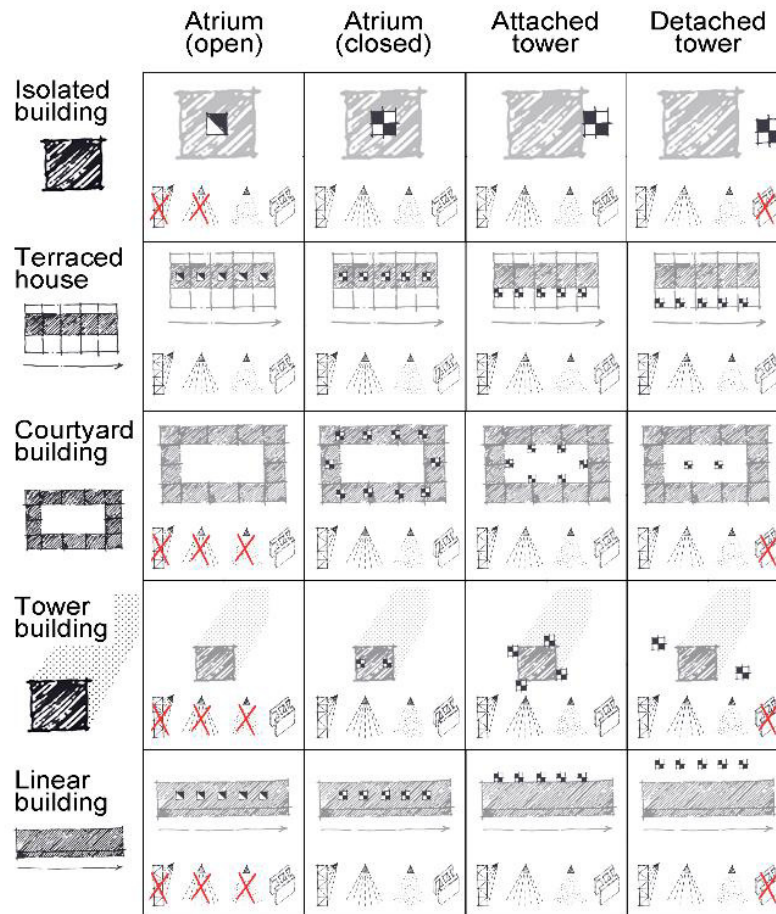 Atrium
(open)
Atrium
(closed)
Attached
tower
Detached
tower
Isolated
building
Terraced
house
Courtyard
building
Tower
building
Linear
building